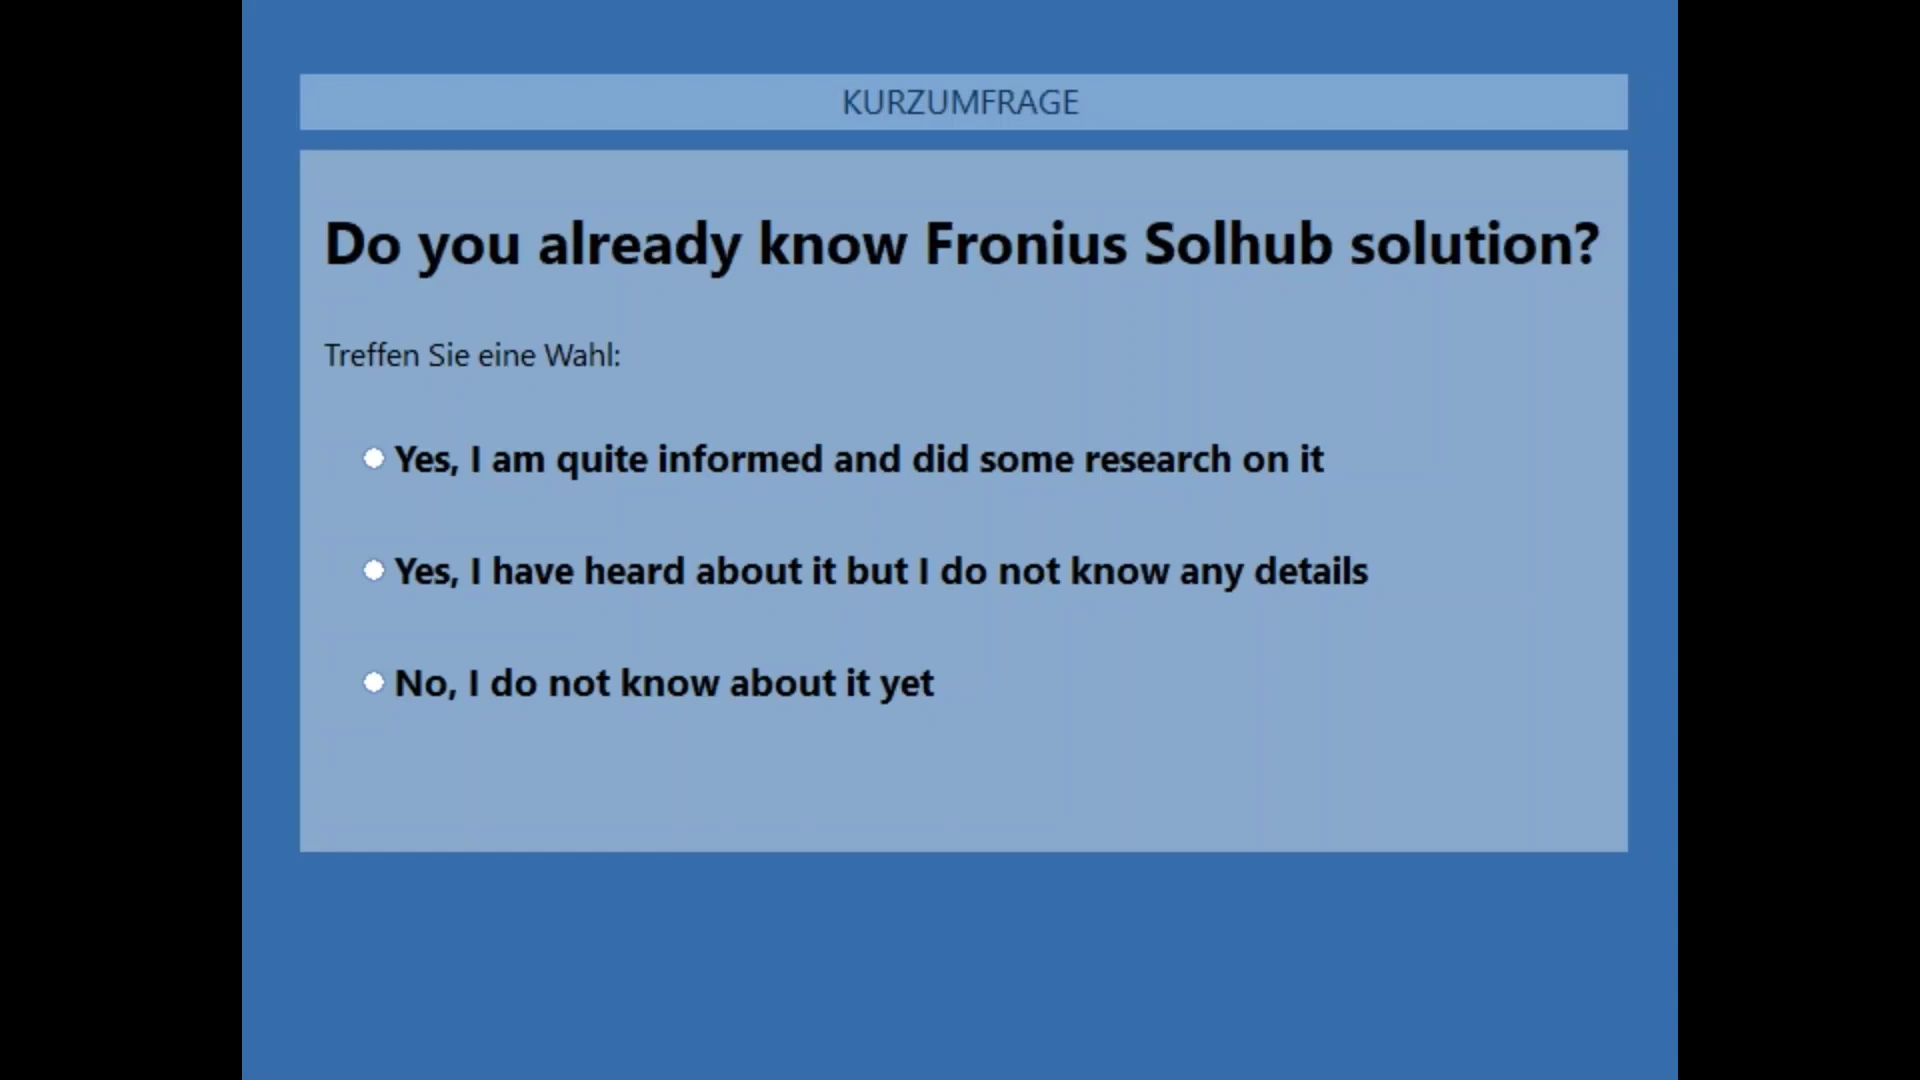 KURZUMFRAGE
Do you already know Fronius Solhub solution?
Treffen Sie eine Wahl:
Yes, I am quite informed and did some research on it
Yes, I have heard about it but I do not know any details
No, I do not know about it yet